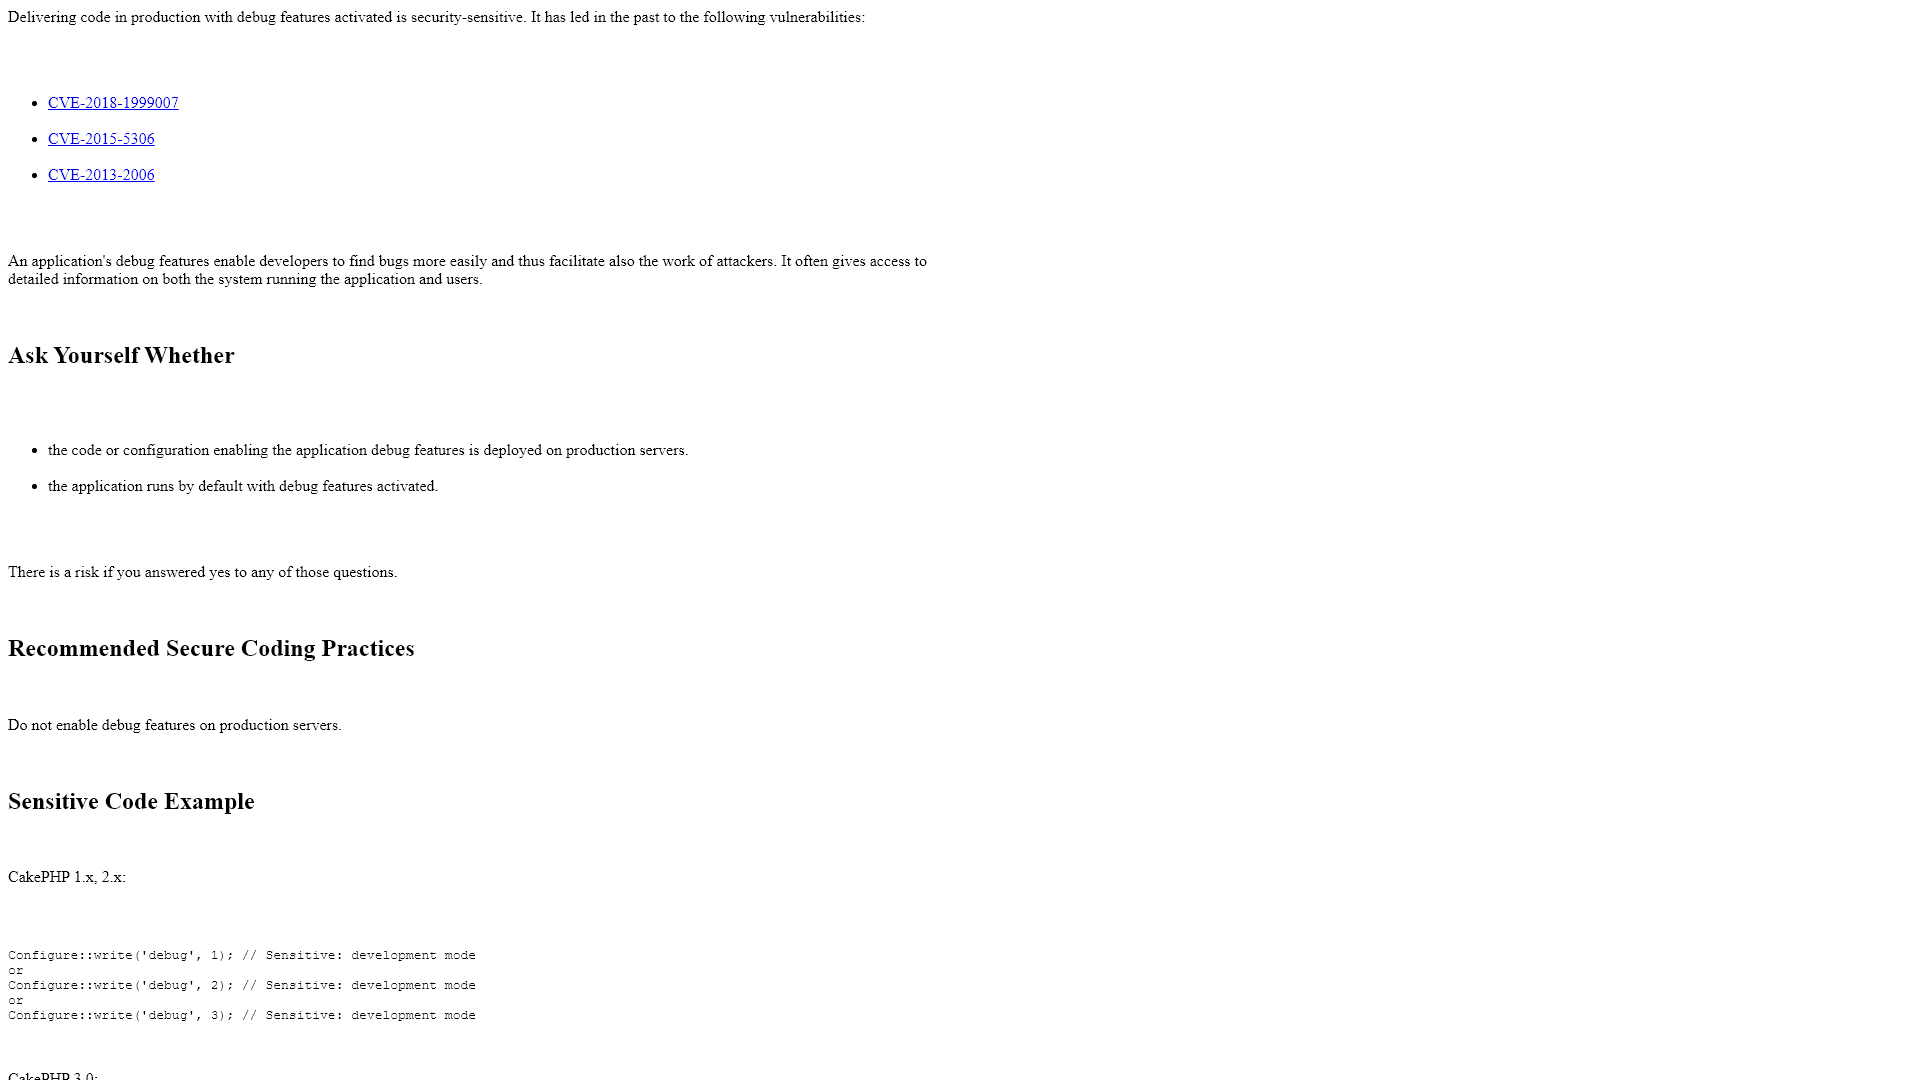 Delivering code in production with debug features activated is security-sensitive. It has led in the past to the following vulnerabilities:
CVE-2018-1999007
CVE-2015-5306
CVE-2013-2006
An application's debug features enable developers to find bugs more easily and thus facilitate also the work of attackers. It often gives access to
detailed information on both the system running the application and users.
Ask Yourself Whether
the code or configuration enabling the application debug features is deployed on production servers.
the application runs by default with debug features activated.
There is a risk if you answered yes to any of those questions.
Recommended Secure Coding Practices
Do not enable debug features on production servers.
Sensitive Code Example
CakePHP 1.x, 2.x:
Configure::write('debug', 1); // Sensitive: development mode
or
Configure::write('debug', 2); // Sensitive: development mode
or
Configure::write('debug', 3); // Sensitive: development mode
CakePHP 3.0: